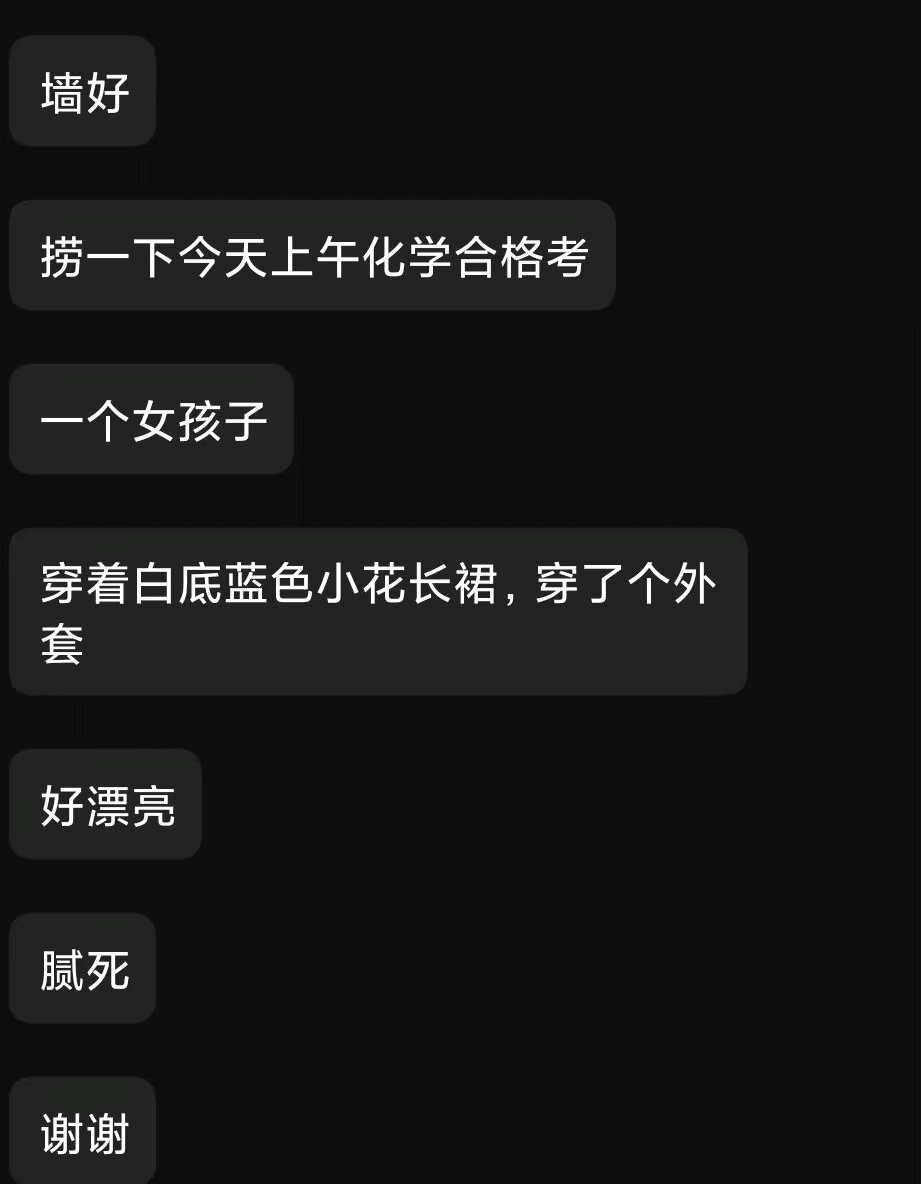 墙好
捞一下今天上午化学合格考
一个女孩子
穿着白底蓝色小花长裙，穿了个外
套
好漂亮
腻死
谢谢